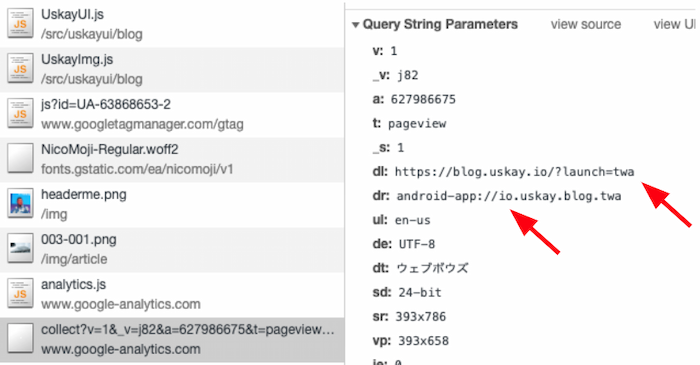 UskayUI.js
/src/uskayui/blog
UskayImg.js
/src/uskayui/blog
js?id=UA-63868653-2
www.googletagmanager.com/gtag
NicoMoji-Regular.woff2
fonts.gstatic.com/ea/nicomoji/v1
headerme.png
/img
003-001.png
/img/article
analytics.js
www.google-analytics.com
collect?v=1&_v=j82&a=627986675&t=pageview…
www.google-analytics.com
Query String Parameters view source view U
v: 1
_v: j82
a: 627986675
t: pageview
_s: 1
dl: https://blog.uskay.io/?launch=twa
dr: android-app://io.uskay.blog.twa
ul: en-us
de: UTF-8
dt: ウェブボウズ
sd: 24-bit
sr: 393x786
vp: 393x658
je: 0